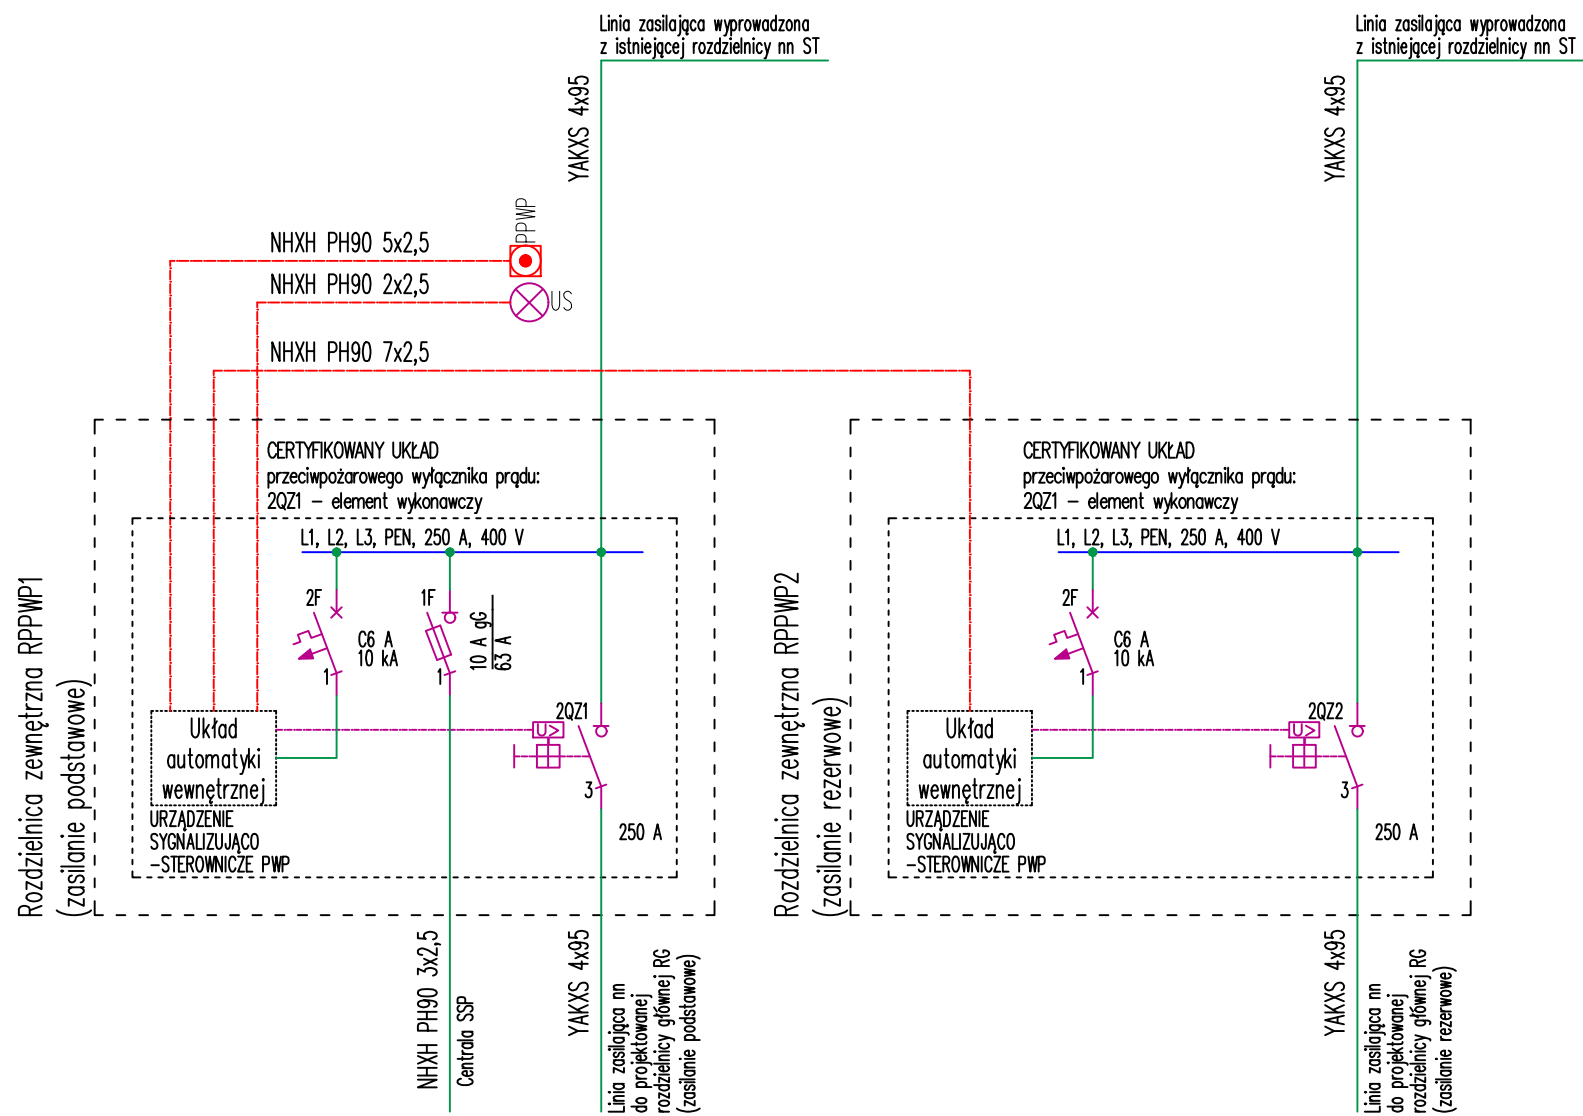 Linia zasilająca wyprowadzona
z istniejącej rozdzielnicy nn ST
YAKXS 4x95
Linia zasilająca wyprowadzona
z istniejącej rozdzielnicy nn ST
YAKXS 4x95
PPWP
NHXH PH90 5x2,5
NHXH PH90 2x2,5
US
NHXH PH90 7x2,5
Rozdzielnica zewnętrzna RPPWP1
(zasilanie podstawowe)
CERTYFIKOWANY UKŁAD
przeciwpożarowego wyłącznika prądu:
2QZ1 – element wykonawczy
L1, L2, L3, PEN, 250 A, 400 V
2F
C6 A
10 kA
1
1F
10 A gG
63 A
1
2QZ1
U>
3
250 A
Układ
automatyki
wewnętrznej
URZĄDZENIE
SYGNALIZUJĄCO
-STEROWNICZE PWP
NHXH PH90 3x2,5
Centrala SSP
YAKXS 4x95
Linia zasilająca nn
do projektowanej
rozdzielnicy głównej RG
(zasilanie podstawowe)
Rozdzielnica zewnętrzna RPPWP2
(zasilanie rezerwowe)
CERTYFIKOWANY UKŁAD
przeciwpożarowego wyłącznika prądu:
2QZ1 – element wykonawczy
L1, L2, L3, PEN, 250 A, 400 V
2F
C6 A
10 kA
1
2QZ2
U>
3
250 A
Układ
automatyki
wewnętrznej
URZĄDZENIE
SYGNALIZUJĄCO
-STEROWNICZE PWP
YAKXS 4x95
Linia zasilająca nn
do projektowanej
rozdzielnicy głównej RG
(zasilanie rezerwowe)